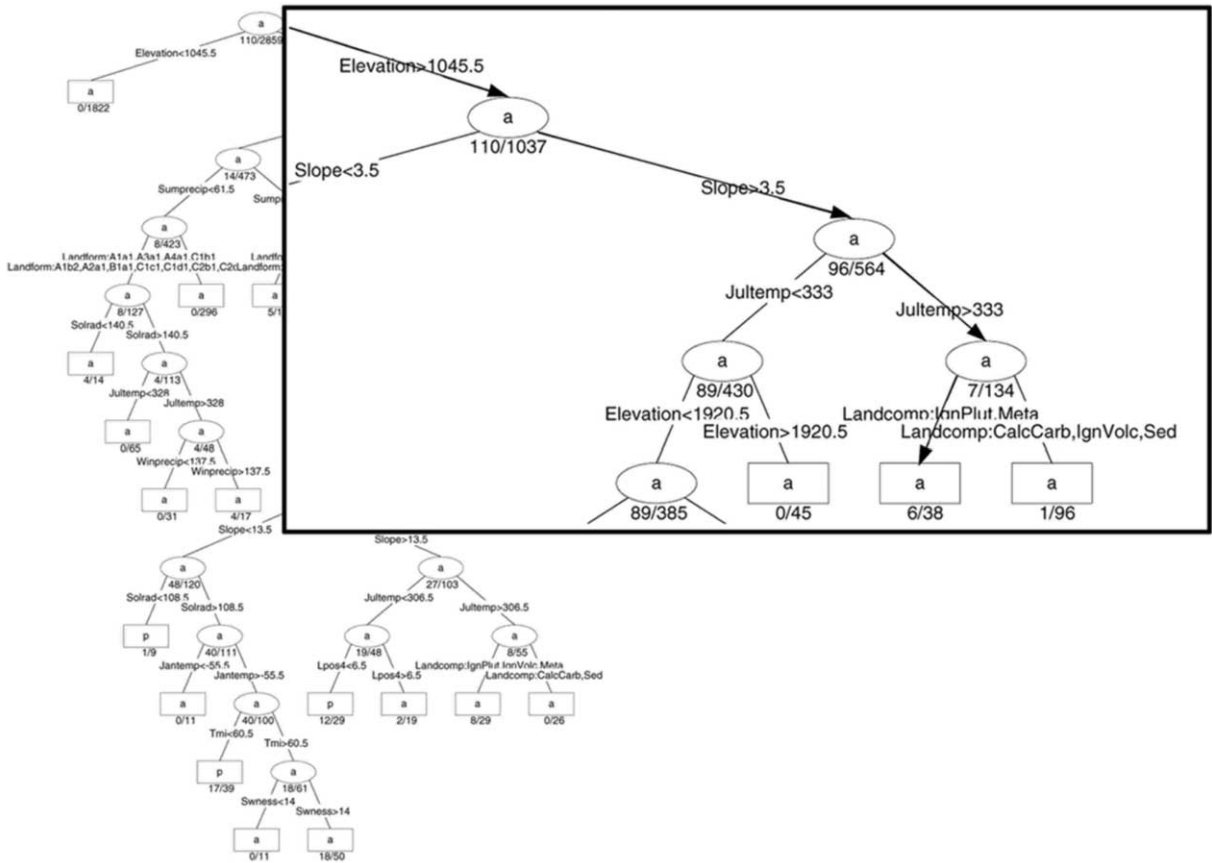 a
110/2859
Elevation<1045.5
a
0/1822
Elevation>1045.5
a
110/1037
Slope<3.5
Slope>3.5
a
96/564
Jultemp<333
Jultemp>333
a
89/430
a
7/134
Elevation<1920.5
Elevation>1920.5
Landcomp:IgnPlut,Meta
Landcomp:CalcCarb,IgnVolc,Sed
a
89/385
a
0/45
a
6/38
a
1/96
a
14/473
Sumprecip<61.5
a
8/423
Landform:A1a1,A3a1,A4a1,C1b1
Landform:A1b2,A2a1,B1a1,C1c1,C1d1,C2b1
a
8/127
a
0/296
a
Solrad<140.5
Solrad>140.5
a
4/14
a
4/113
Jultemp<328
Jultemp>328
a
0/65
a
4/48
Winprecip<137.5
Winprecip>137.5
a
0/31
a
4/17
Slope<13.5
Slope>13.5
a
48/120
a
27/103
Solrad<108.5
Solrad>108.5
Jultemp<306.5
Jultemp>306.5
p
1/9
a
40/111
a
19/48
a
8/55
Jantemp<-55.5
Jantemp>-55.5
Lpos4<6.5
Lpos4>6.5
Landcomp:IgnPlut,IgnVolc,Meta
Landcomp:CalcCarb,Sed
a
0/11
a
40/100
p
12/29
a
2/19
a
8/29
a
0/26
Tmi<60.5
Tmi>60.5
p
17/39
a
18/61
Swness<14
Swness>14
a
0/11
a
18/50